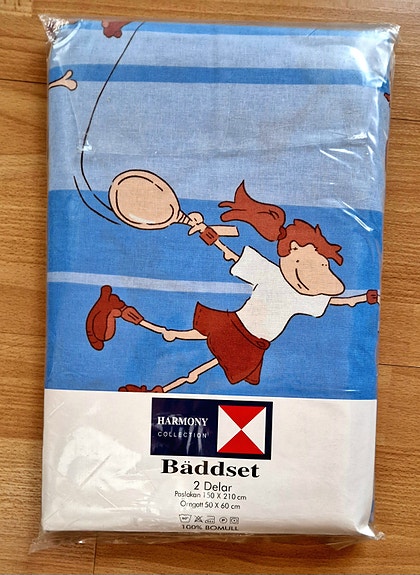 HARMONY
COLLECTION
Bäddset
2 Delar
Påslakan 150 X 210 cm
Örngott 50 X 60 cm
100% BOMULL